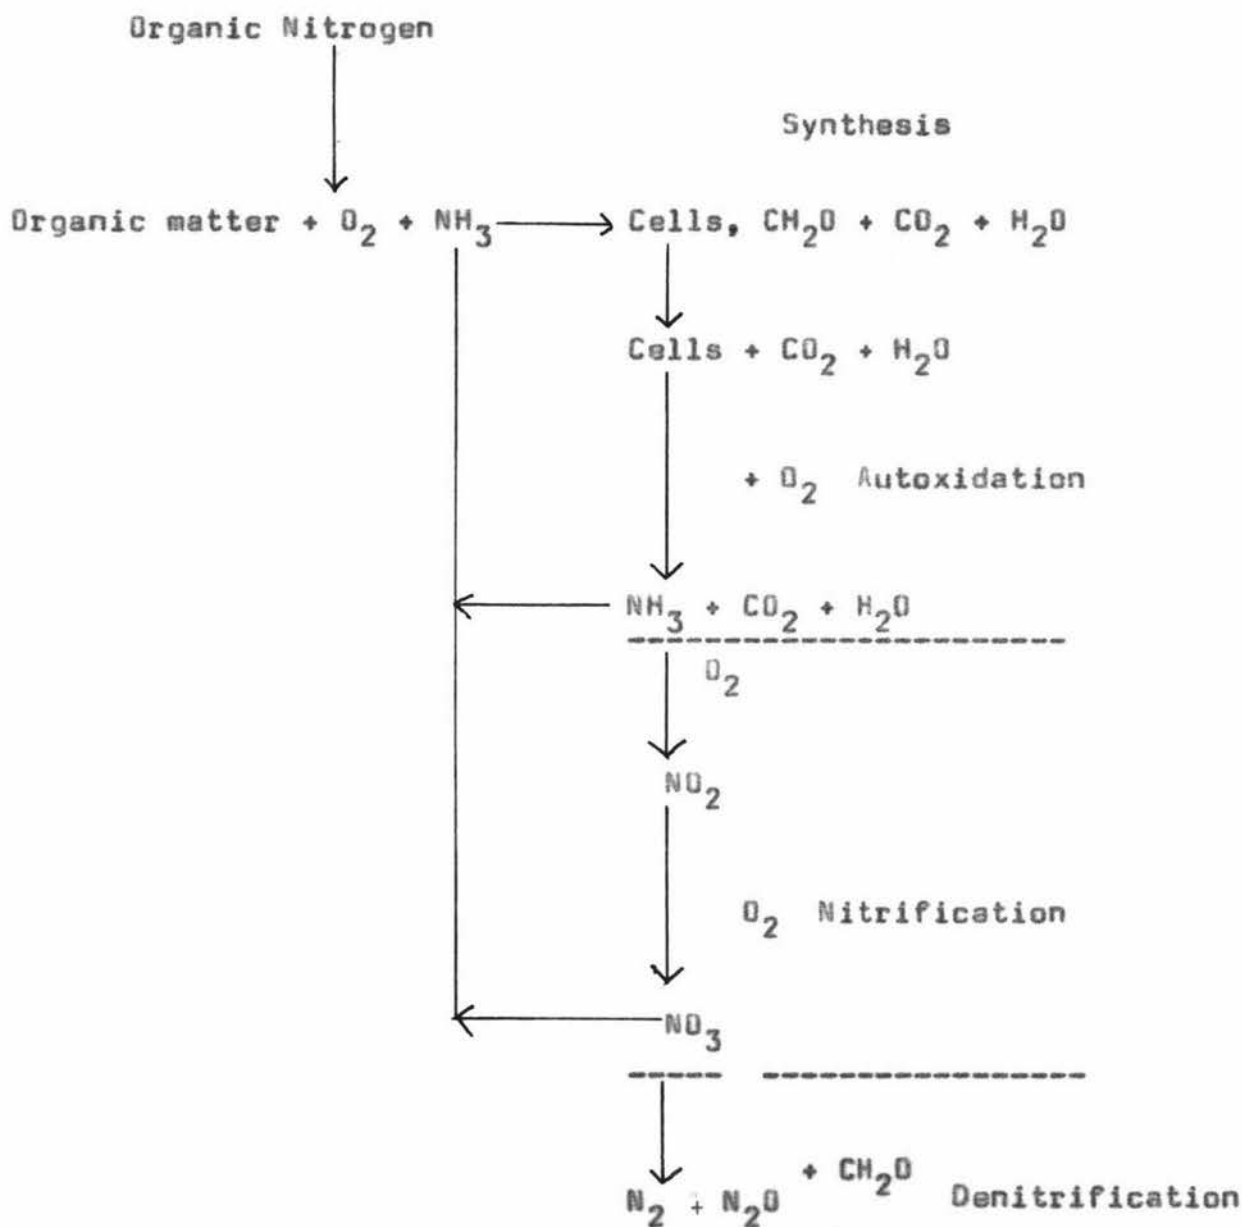 Organic Nitrogen
Synthesis
Organic matter + O₂ + NH₃ Cells, CH₂O + CO₂ + H₂O
Cells + CO₂ + H₂O
+ O₂ Autoxidation
NH₃ + CO₂ + H₂O
O₂
NO₂
O₂ Nitrification
NO₃
N₂ + N₂O + CH₂O Denitrification